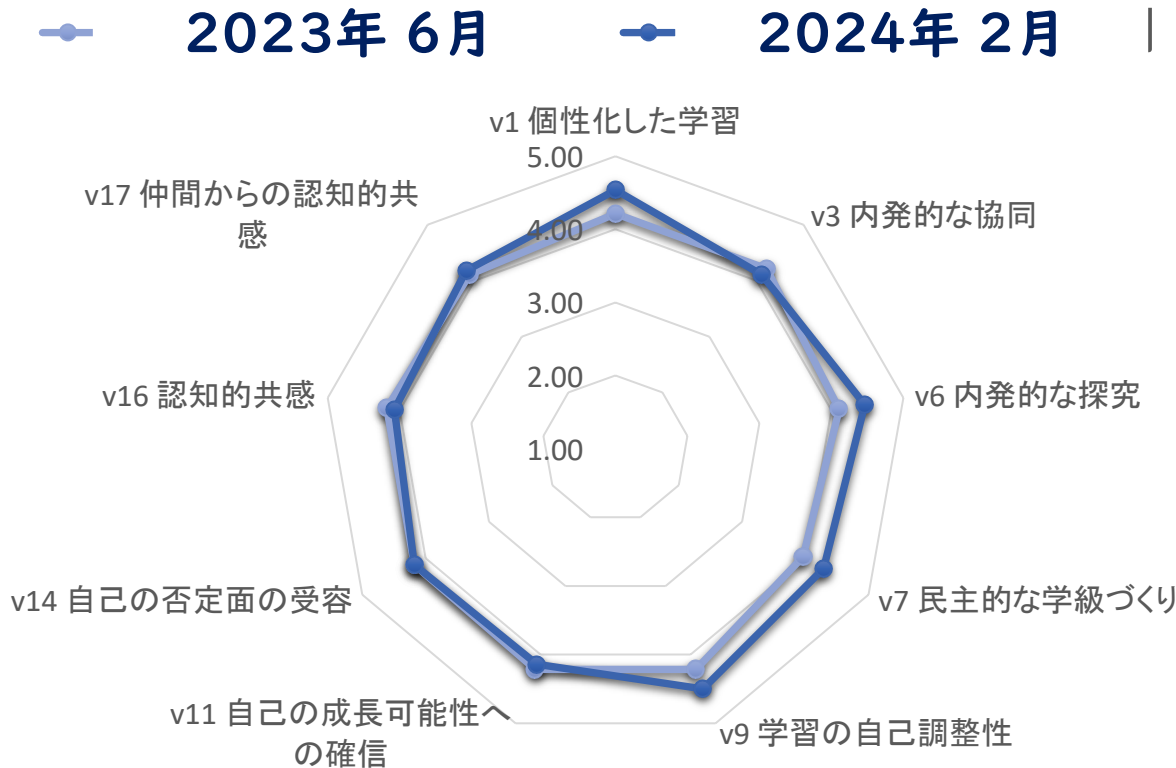 2023年 6月
2024年 2月
v1 個性化した学習
5.00
4.00
3.00
2.00
1.00
v3 内発的な協同
v6 内発的な探究
v7 民主的な学級づくり
v9 学習の自己調整性
v11 自己の成長可能性へ
の確信
v14 自己の否定面の受容
v16 認知的共感
v17 仲間からの認知的共
感